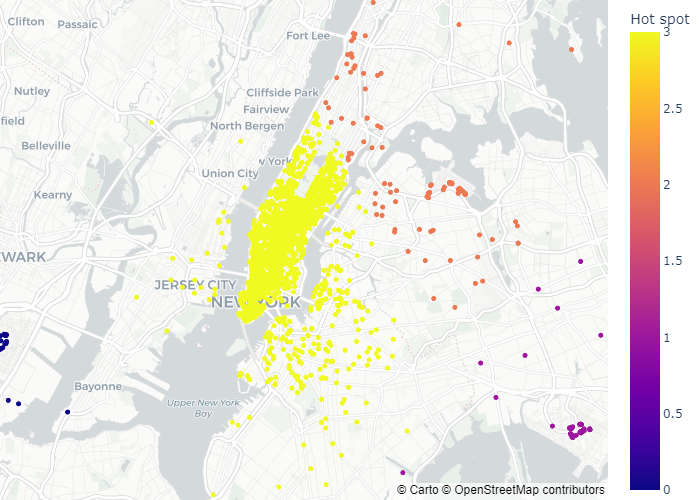 Hot spot
Clifton
Passaic
Fort Lee
3
Nutley
Cliffside Park
Fairview
2.5
field
North Bergen
Belleville
w York
Union City
2
Kearny
WARK
1.5
JERSEY CITY
NEW YORK
1
Bayonne
Upper New York
Bay
0.5
0
© Carto © OpenStreetMap contributors